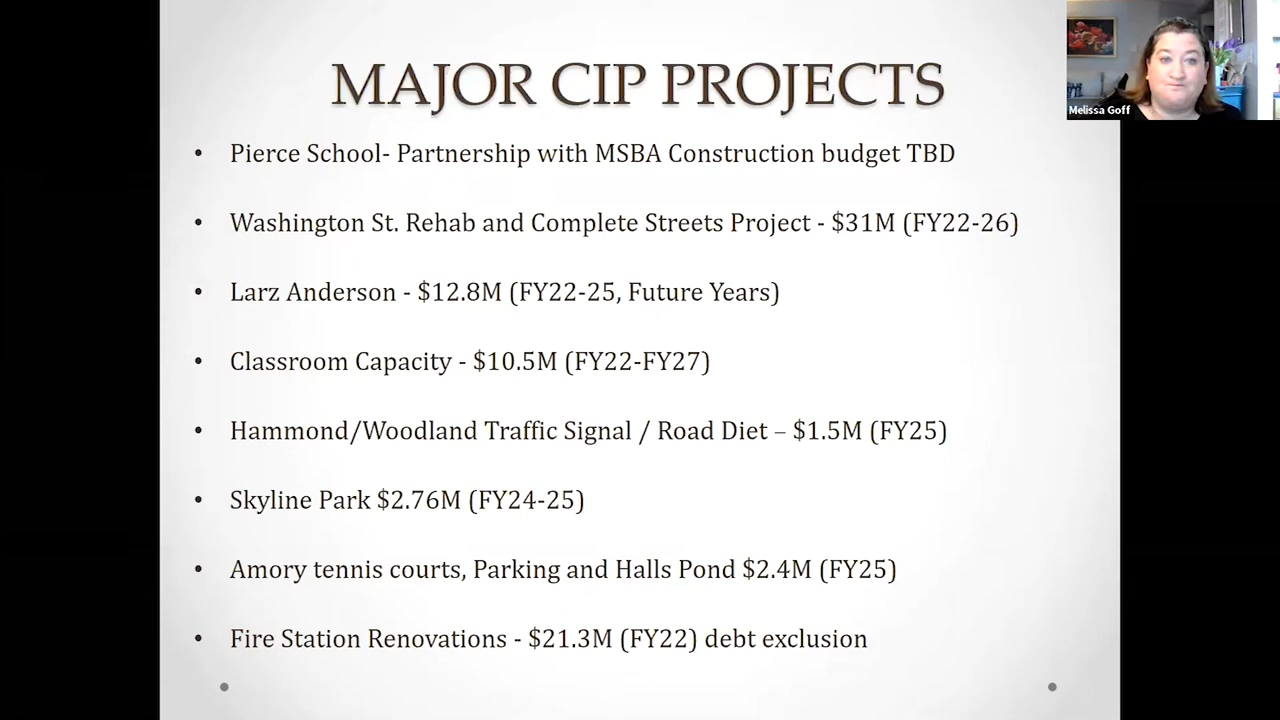 MAJOR CIP PROJECTS
Melissa Goff
• Pierce School- Partnership with MSBA Construction budget TBD
• Washington St. Rehab and Complete Streets Project - $31M (FY22-26)
• Larz Anderson - $12.8M (FY22-25, Future Years)
• Classroom Capacity - $10.5M (FY22-FY27)
• Hammond/Woodland Traffic Signal / Road Diet – $1.5M (FY25)
• Skyline Park $2.76M (FY24-25)
• Amory tennis courts, Parking and Halls Pond $2.4M (FY25)
• Fire Station Renovations - $21.3M (FY22) debt exclusion